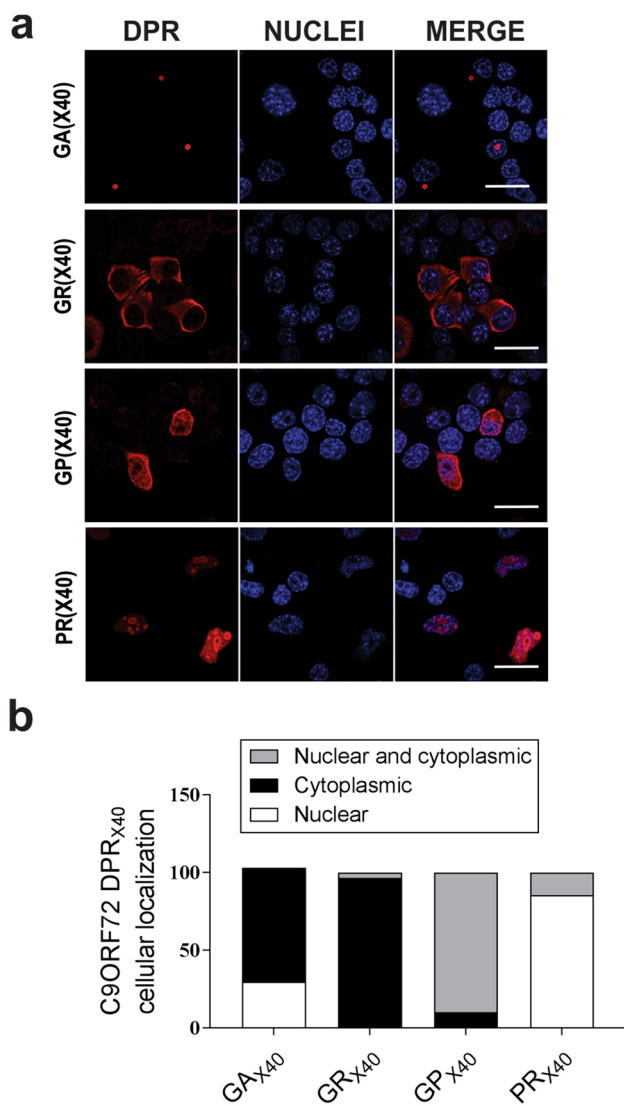 a
DPR NUCLEI MERGE
GA(X40)
GR(X40)
GP(X40)
PR(X40)
b
Nuclear and cytoplasmic
Cytoplasmic
Nuclear
C9ORF72 DPRX40
cellular localization
150
100
50
0
GAX40 GRX40 GPX40 PRX40